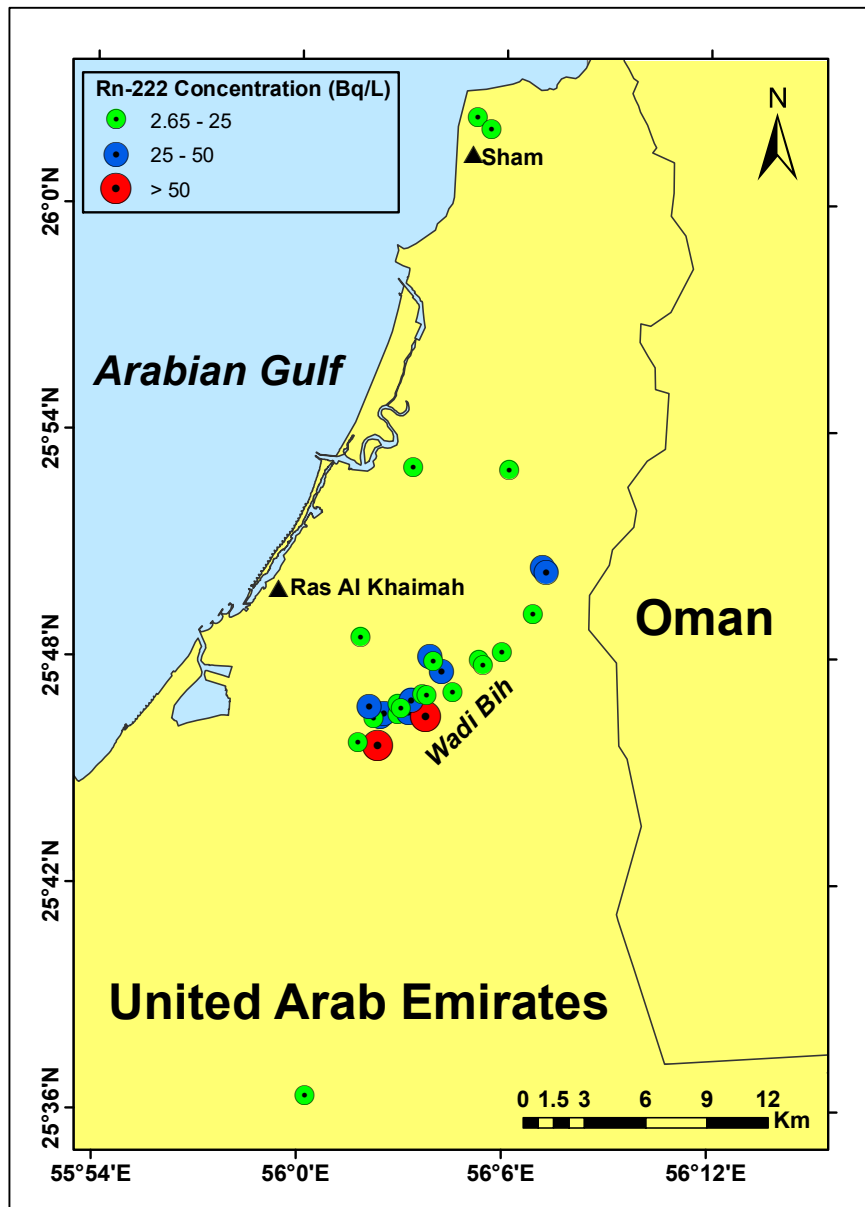 Rn-222 Concentration (Bq/L)
2.65 - 25
25 - 50
> 50
N
Sham
26°0'N
Arabian Gulf
25°54'N
Ras Al Khaimah
Oman
25°48'N
Wadi Bih
25°42'N
United Arab Emirates
25°36'N
0 1.5 3 6 9 12
Km
55°54'E 56°0'E 56°6'E 56°12'E